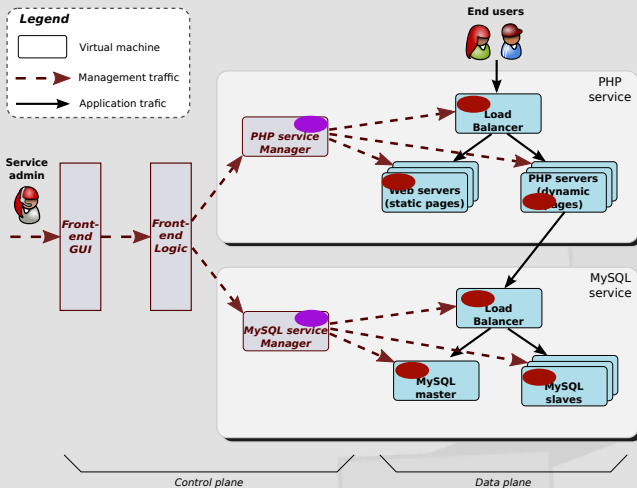 Legend
Virtual machine
Management traffic
Application trafic
End users
PHP
service
Load
Balancer
PHP service
Manager
Service
admin
Web servers
(static pages)
PHP servers
(dynamic
pages)
Front-
end
GUI
Front-
end
Logic
MySQL
service
Load
Balancer
MySQL service
Manager
MySQL
master
MySQL
slaves
Control plane
Data plane